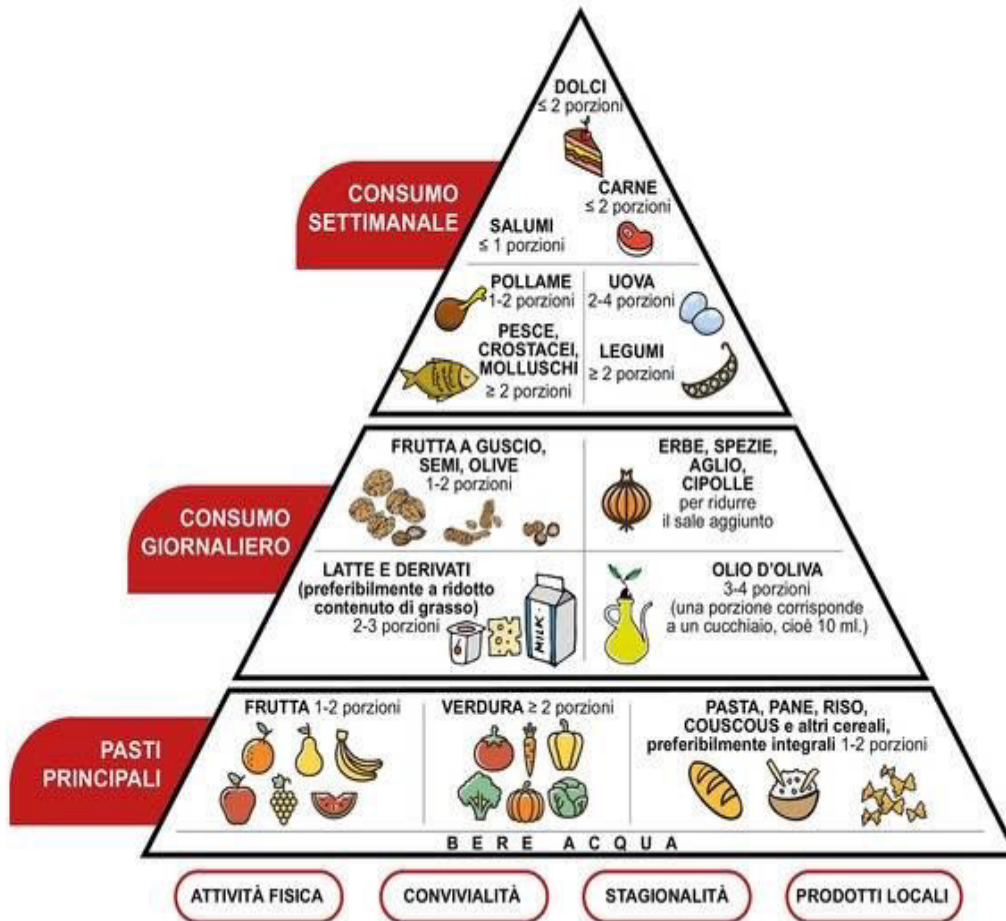 DOLCI
≤ 2 porzioni
CONSUMO
SETTIMANALE
CARNE
≤ 2 porzioni
SALUMI
≤ 1 porzioni
POLLAME
1-2 porzioni
UOVA
2-4 porzioni
PESCE,
CROSTACEI,
MOLLUSCHI
≥ 2 porzioni
LEGUMI
≥ 2 porzioni
CONSUMO
GIORNALIERO
FRUTTA A GUSCIO,
SEMI, OLIVE
1-2 porzioni
ERBE, SPEZIE,
AGLIO,
CIPOLLE
per ridurre
il sale aggiunto
LATTE E DERIVATI
(preferibilmente a ridotto
contenuto di grasso)
2-3 porzioni
MILK
OLIO D'OLIVA
3-4 porzioni
(una porzione corrisponde
a un cucchiaio, cioè 10 ml.)
PASTI
PRINCIPALI
FRUTTA 1-2 porzioni
VERDURA ≥ 2 porzioni
PASTA, PANE, RISO,
COUSCOUS e altri cereali,
preferibilmente integrali 1-2 porzioni
BERE ACQUA
ATTIVITÀ FISICA
CONVIVIALITÀ
STAGIONALITÀ
PRODOTTI LOCALI